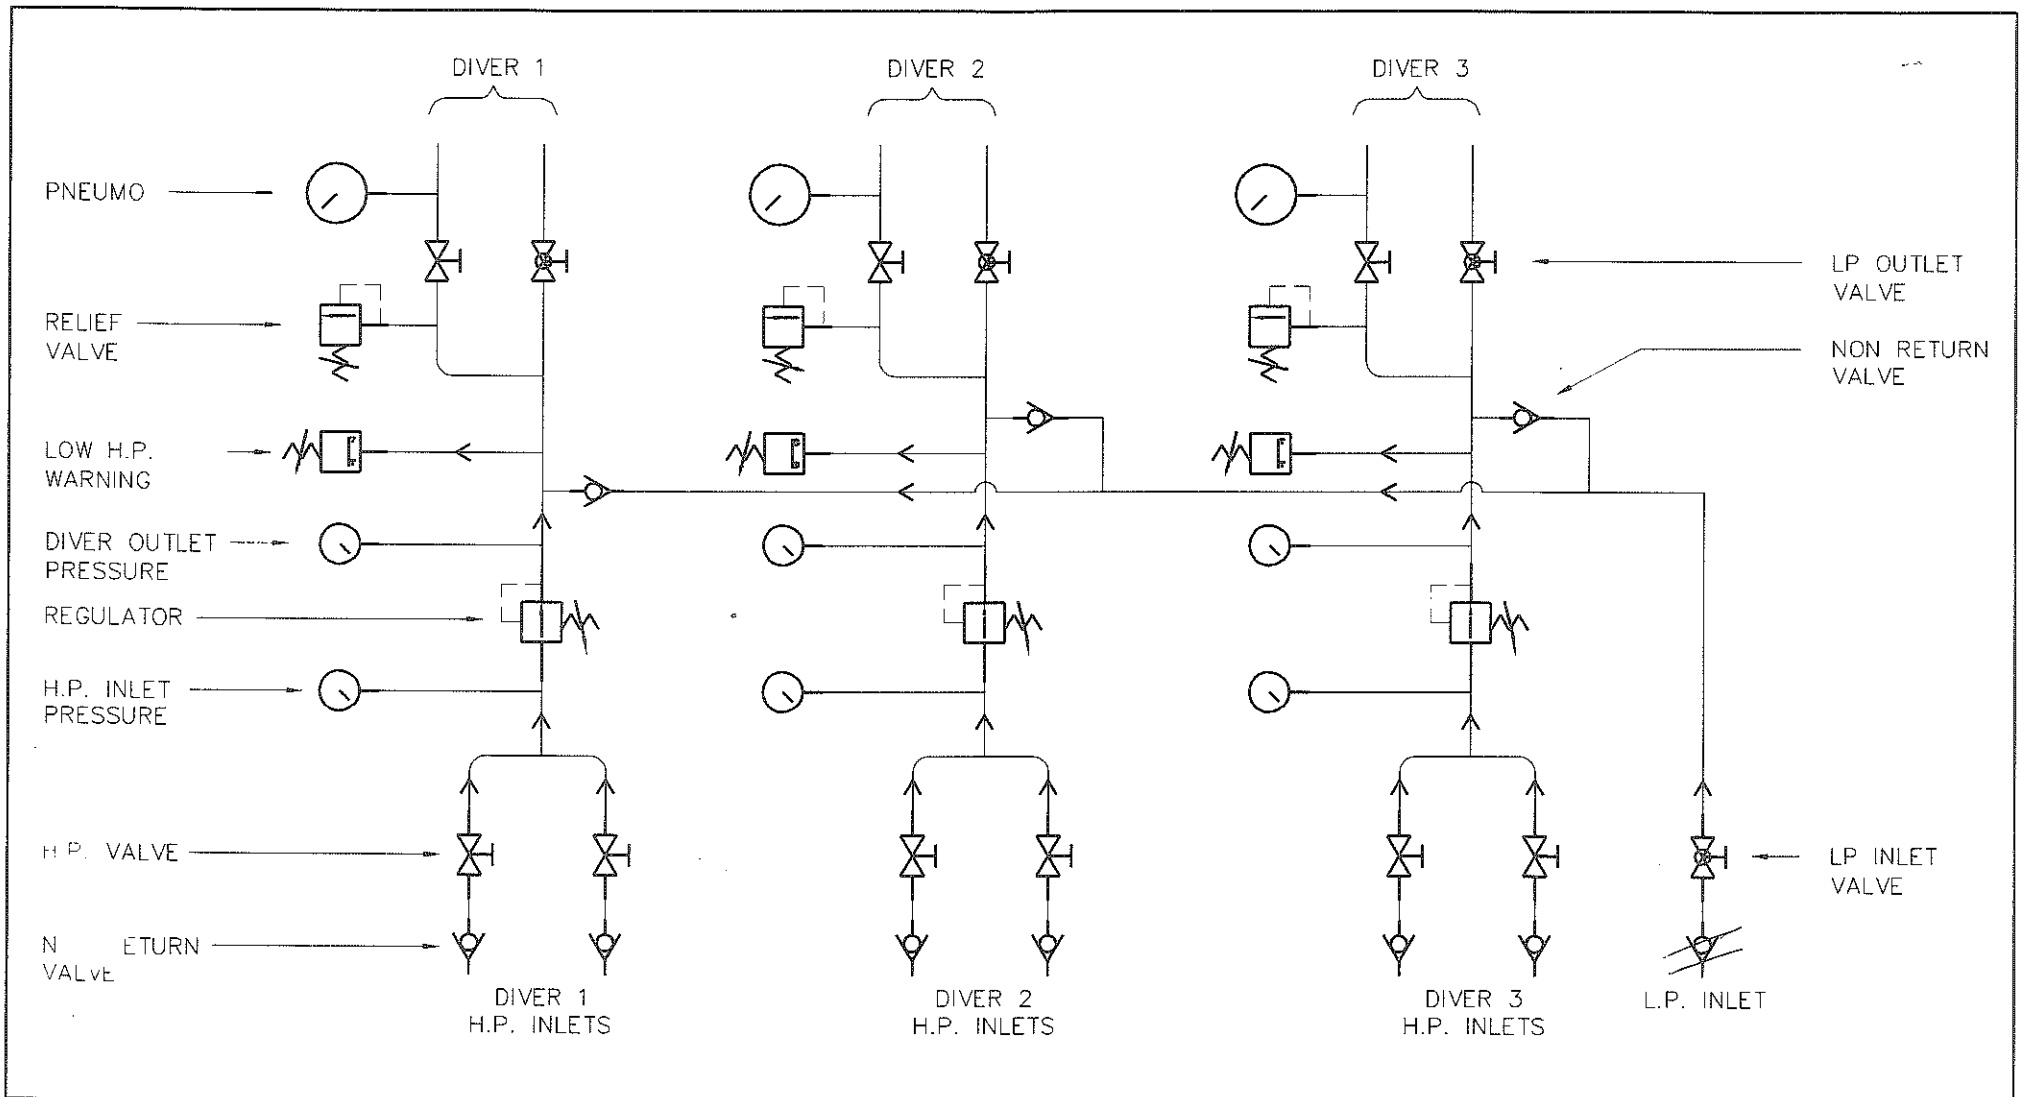 DIVER 1
DIVER 2
DIVER 3
PNEUMO
RELIEF
VALVE
LOW H.P.
WARNING
DIVER OUTLET
PRESSURE
REGULATOR
H.P. INLET
PRESSURE
H.P. VALVE
N ETURN
VALVE
LP OUTLET
VALVE
NON RETURN
VALVE
LP INLET
VALVE
DIVER 1
H.P. INLETS
DIVER 2
H.P. INLETS
DIVER 3
H.P. INLETS
L.P. INLET